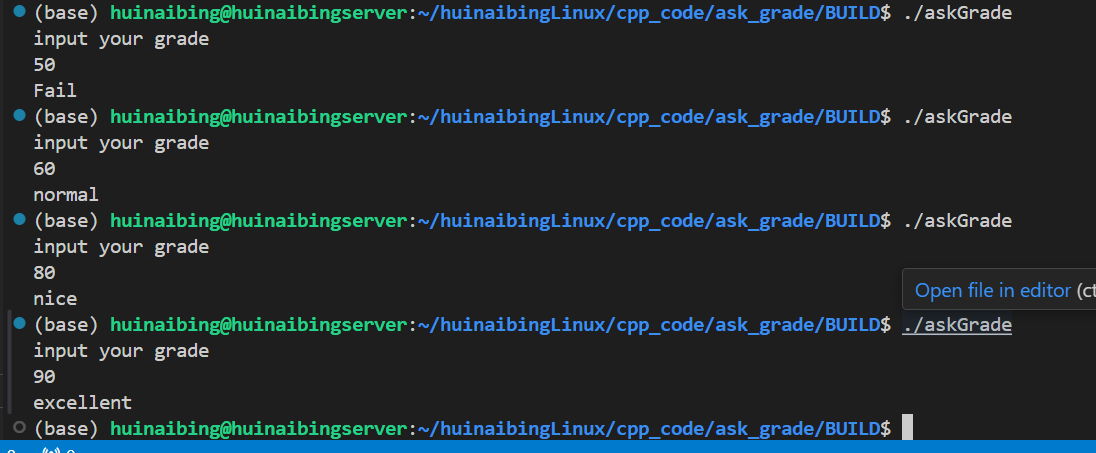 (base) huinaibing@huinaibingserver:~/huinaibingLinux/cpp_code/ask_grade/BUILD$ ./askGrade
input your grade
50
Fail
(base) huinaibing@huinaibingserver:~/huinaibingLinux/cpp_code/ask_grade/BUILD$ ./askGrade
input your grade
60
normal
(base) huinaibing@huinaibingserver:~/huinaibingLinux/cpp_code/ask_grade/BUILD$ ./askGrade
input your grade
80
nice
Open file in editor (ct
(base) huinaibing@huinaibingserver:~/huinaibingLinux/cpp_code/ask_grade/BUILD$ ./askGrade
input your grade
90
excellent
(base) huinaibing@huinaibingserver:~/huinaibingLinux/cpp_code/ask_grade/BUILD$